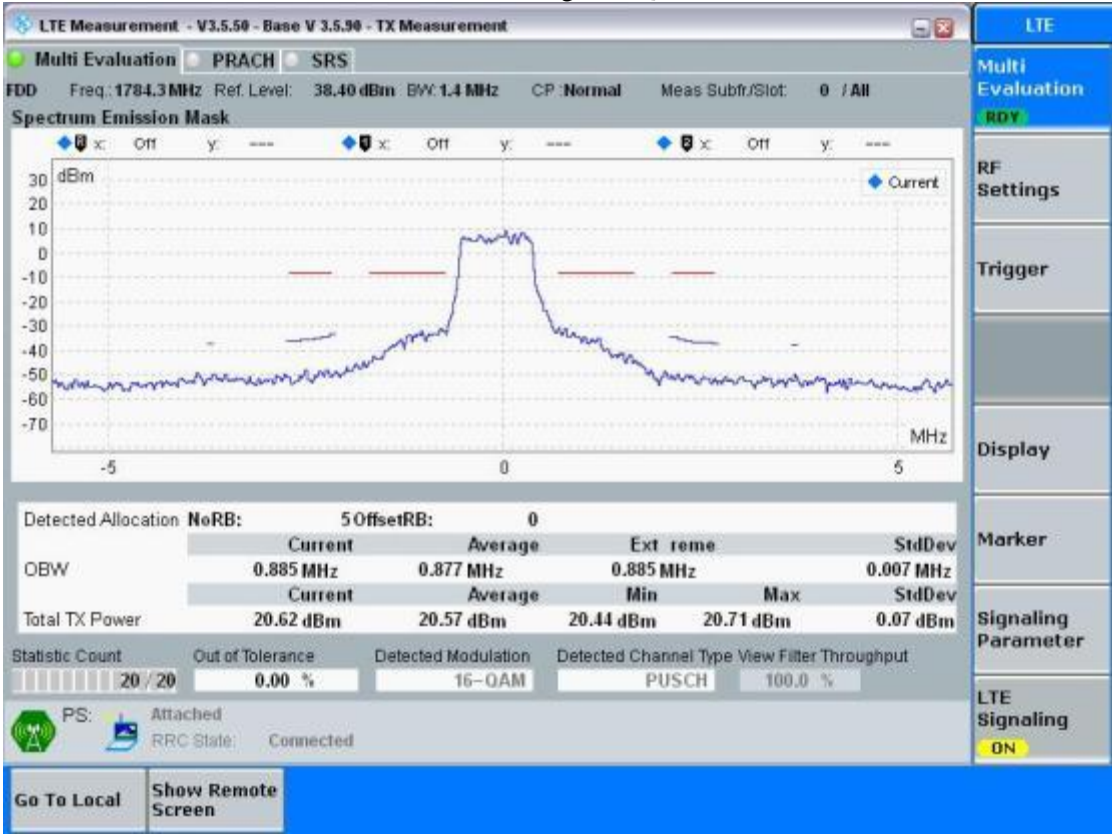 LTE Measurement - V3.5.50 - Base V 3.5.90 - TX Measurement
LTE
Multi Evaluation PRACH SRS
Multi
Evaluation
RDY
FDD Freq.: 1784.3 MHz Ref. Level: 38.40 dBm BW: 1.4 MHz CP :Normal Meas Subfr./Slot: 0 / All
Spectrum Emission Mask
x: Off y: --- x: Off y: --- x: Off y: ---
dBm
Current
30
20
10
0
-10
-20
-30
-40
-50
-60
-70
MHz
-5 0 5
RF
Settings
Trigger
Display
Marker
Signaling
Parameter
LTE
Signaling
ON
Detected Allocation NoRB: 5 OffsetRB: 0
Current Average Ext reme StdDev
OBW 0.885 MHz 0.877 MHz 0.885 MHz 0.007 MHz
Current Average Min Max StdDev
Total TX Power 20.62 dBm 20.57 dBm 20.44 dBm 20.71 dBm 0.07 dBm
Statistic Count Out of Tolerance Detected Modulation Detected Channel Type View Filter Throughput
20 / 20 0.00 % 16-QAM PUSCH 100.0 %
PS: Attached
RRC State: Connected
Go To Local
Show Remote
Screen